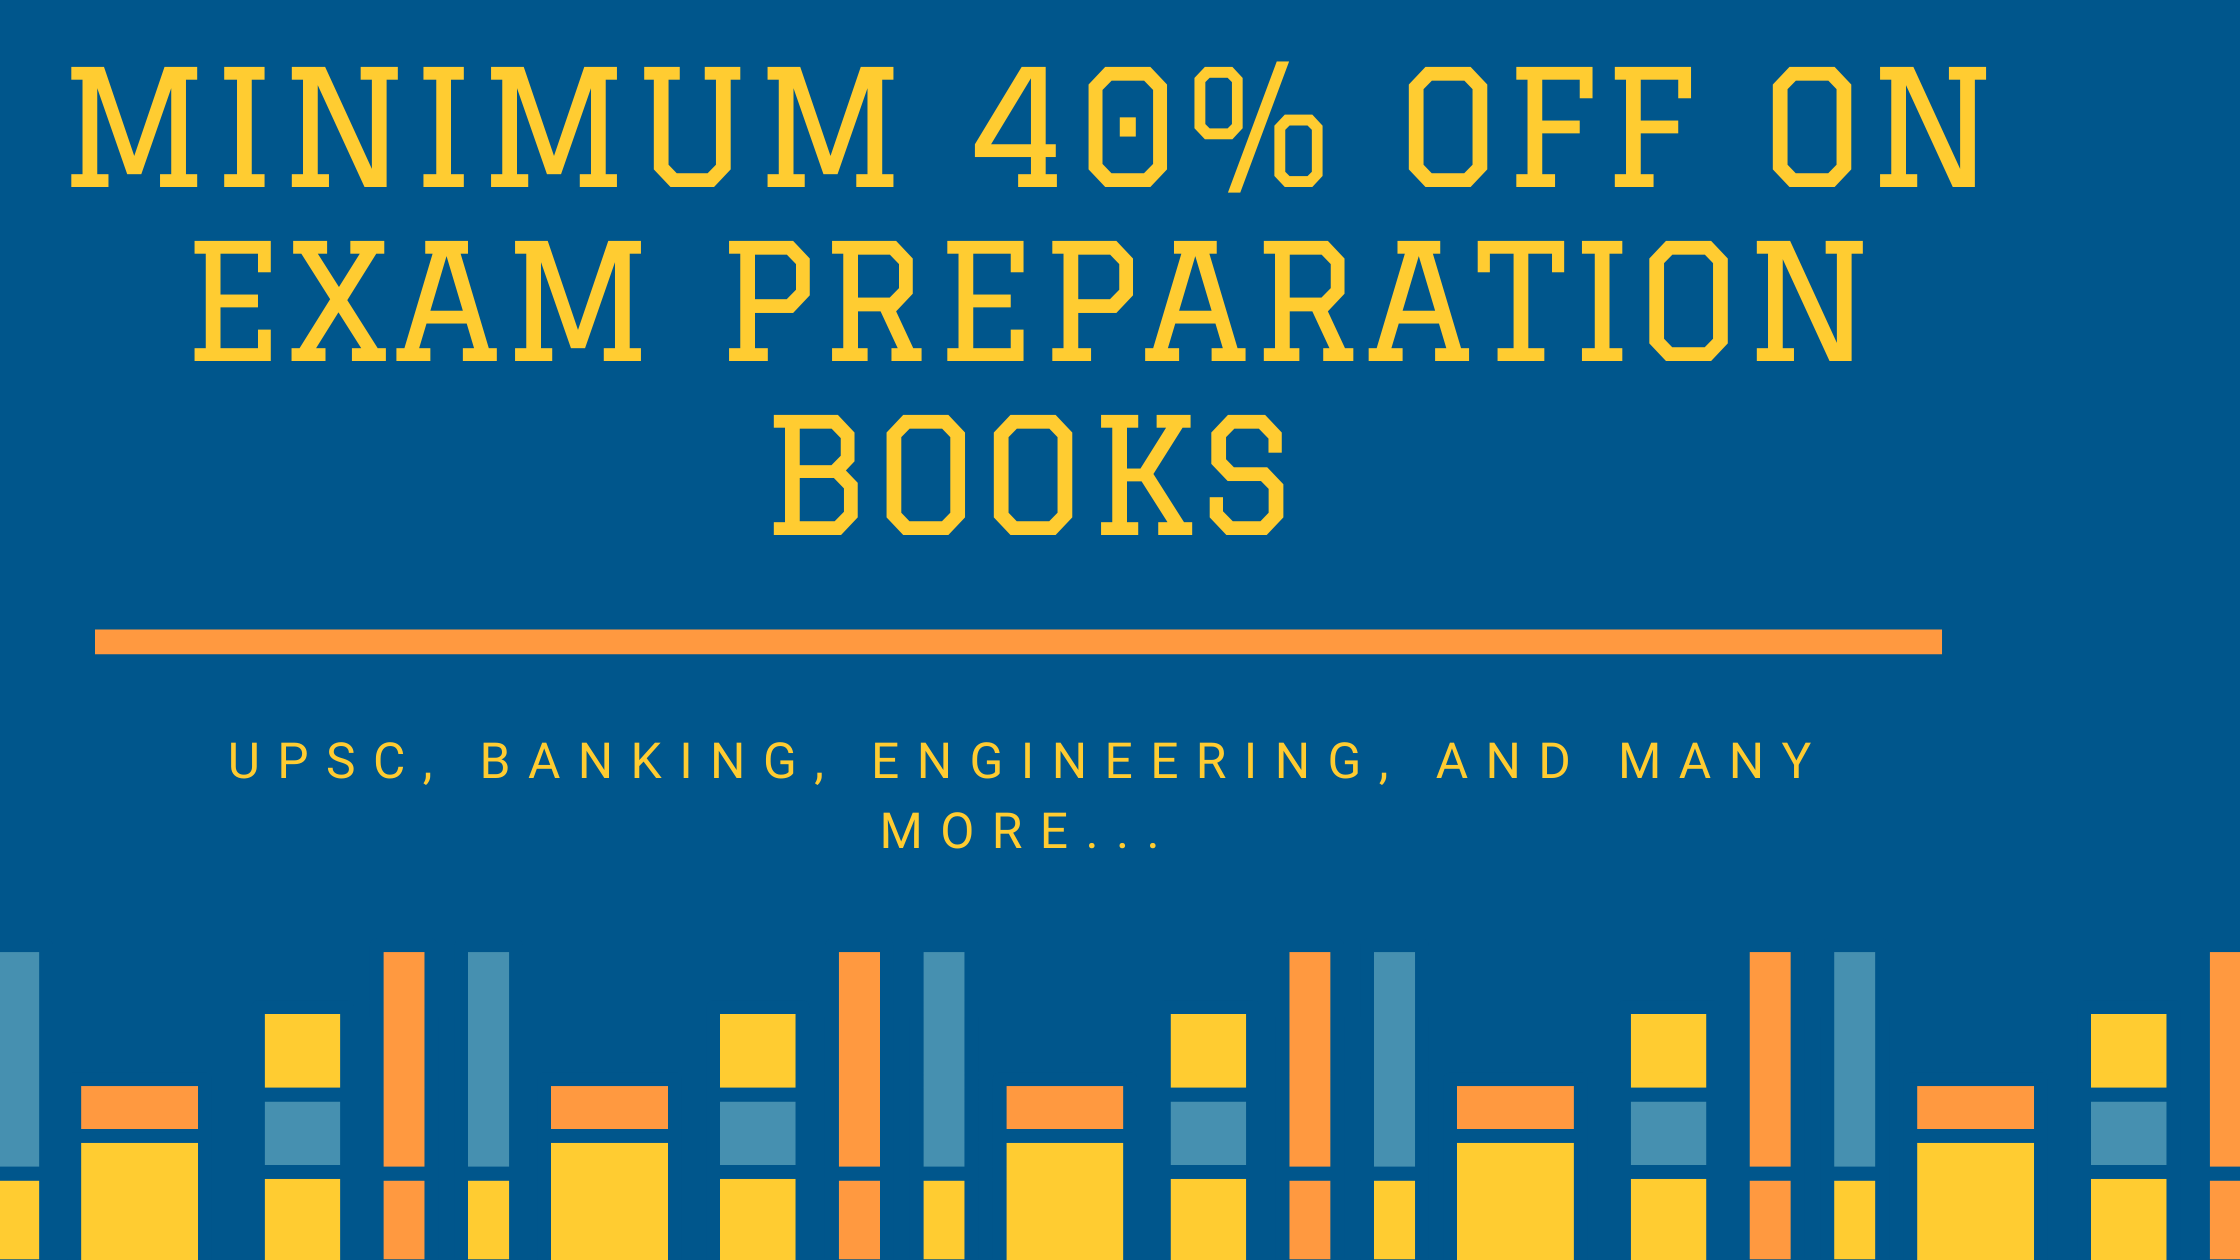 MINIMUM 40% OFF ON
EXAM PREPARATION
BOOKS
UPSC, BANKING, ENGINEERING, AND MANY
MORE...